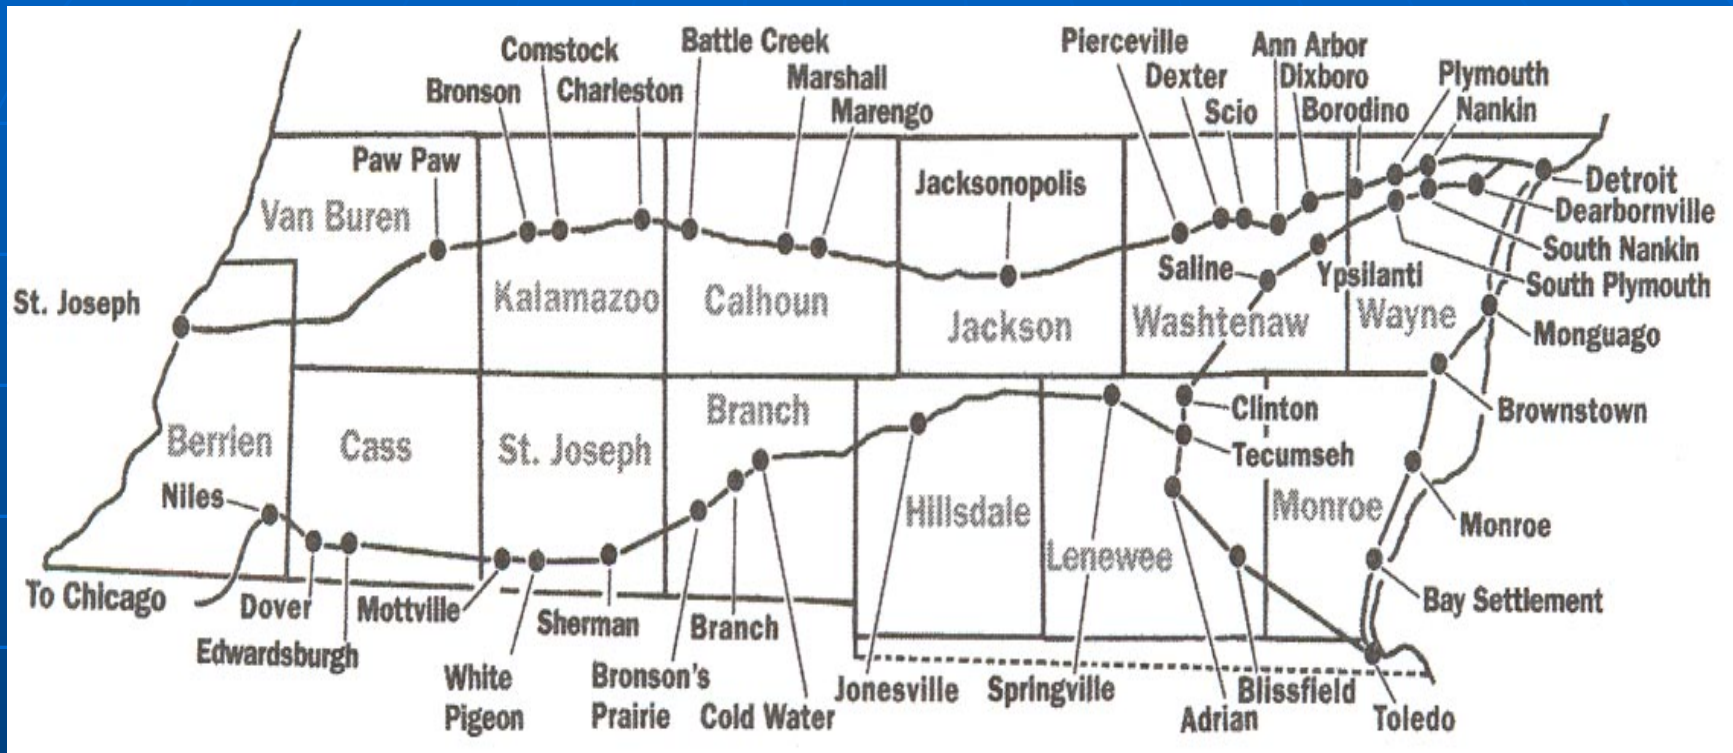 Comstock
Battle Creek
Pierceville
Ann Arbor
Bronson
Charleston
Marshall
Dexter
Dixboro
Plymouth
Marengo
Scio
Borodino
Nankin
Paw Paw
Jacksonopolis
Detroit
Van Buren
Dearbornville
South Nankin
St. Joseph
Kalamazoo
Calhoun
Saline
Ypsilanti
South Plymouth
Jackson
Washtenaw
Wayne
Monguago
Branch
Clinton
Brownstown
Berrien
Cass
St. Joseph
Tecumseh
Niles
Hillsdale
Monroe
Monroe
Lenewee
To Chicago
Dover
Mottville
Sherman
Branch
Bay Settlement
Edwardsburgh
White
Pigeon
Bronson's
Prairie
Cold Water
Jonesville
Springville
Blissfield
Adrian
Toledo